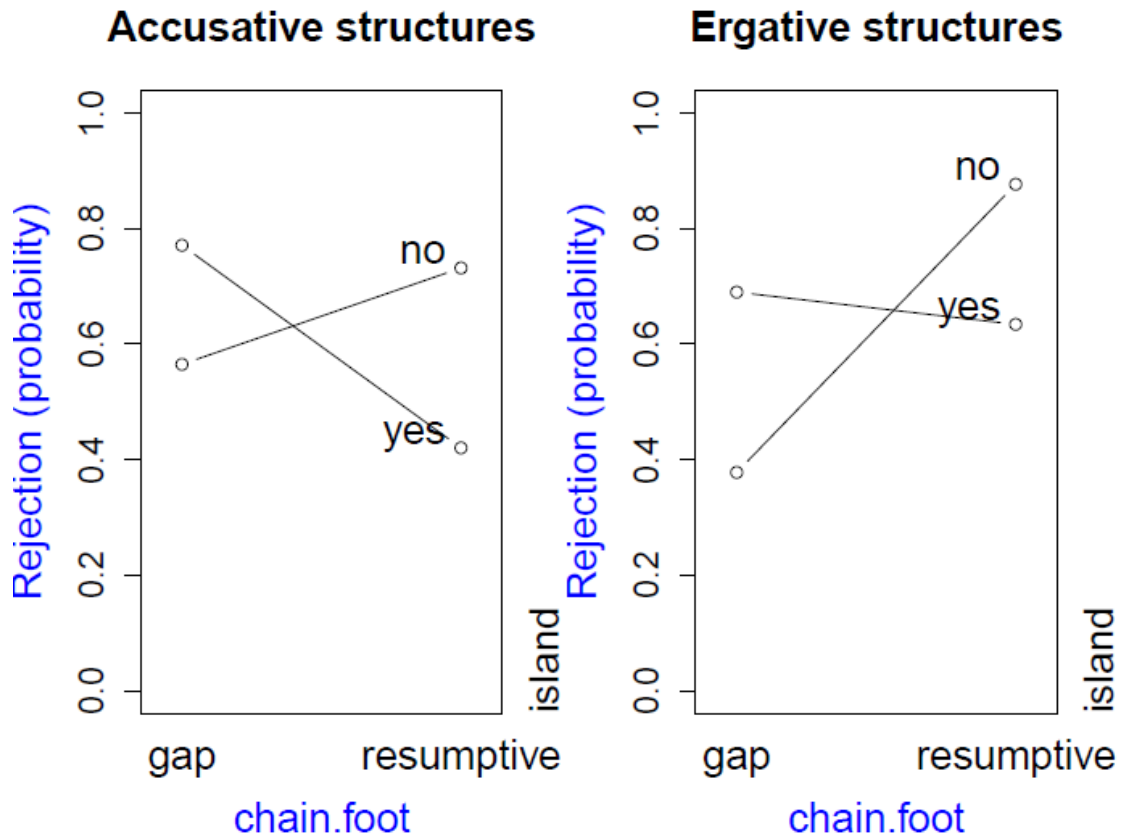 Accusative structures
Rejection (probability)
1.0
0.8
0.6
0.4
0.2
0.0
no
yes
island
gap resumptive
chain.foot
Ergative structures
Rejection (probability)
1.0
0.8
0.6
0.4
0.2
0.0
no
yes
island
gap resumptive
chain.foot